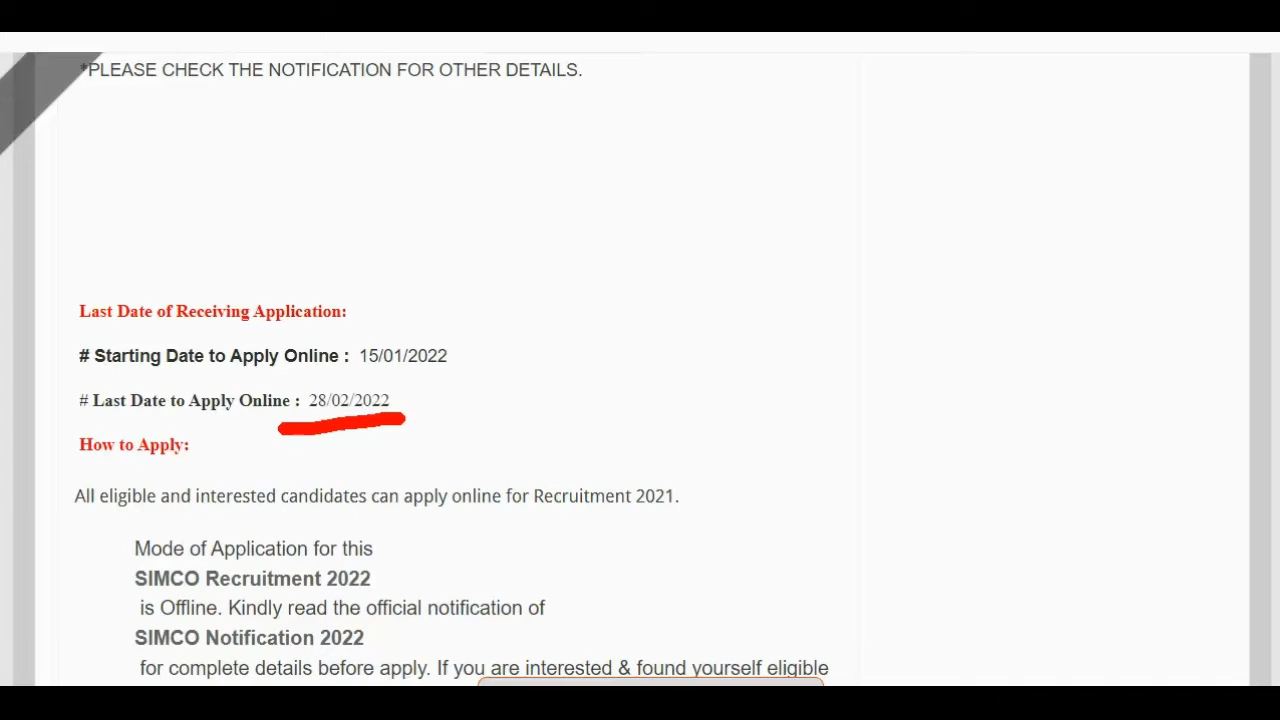 *PLEASE CHECK THE NOTIFICATION FOR OTHER DETAILS.
Last Date of Receiving Application:
# Starting Date to Apply Online : 15/01/2022
# Last Date to Apply Online : 28/02/2022
How to Apply:
All eligible and interested candidates can apply online for Recruitment 2021.
Mode of Application for this
SIMCO Recruitment 2022
is Offline. Kindly read the official notification of
SIMCO Notification 2022
for complete details before apply. If you are interested & found yourself eligible